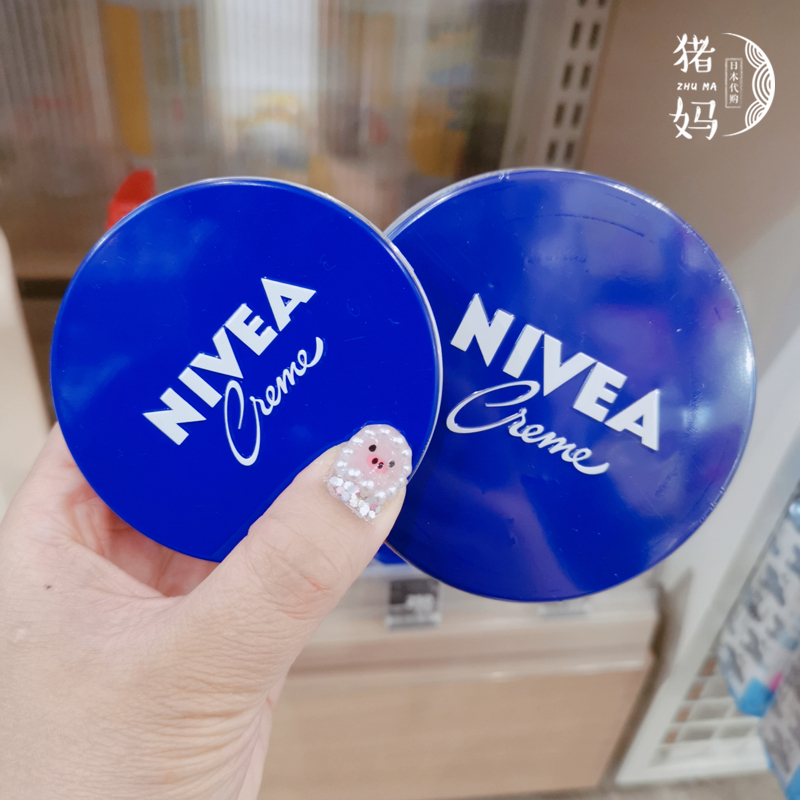 猪
ZHU MA
妈
日本代购
NIVEA
Creme
NIVEA
Creme